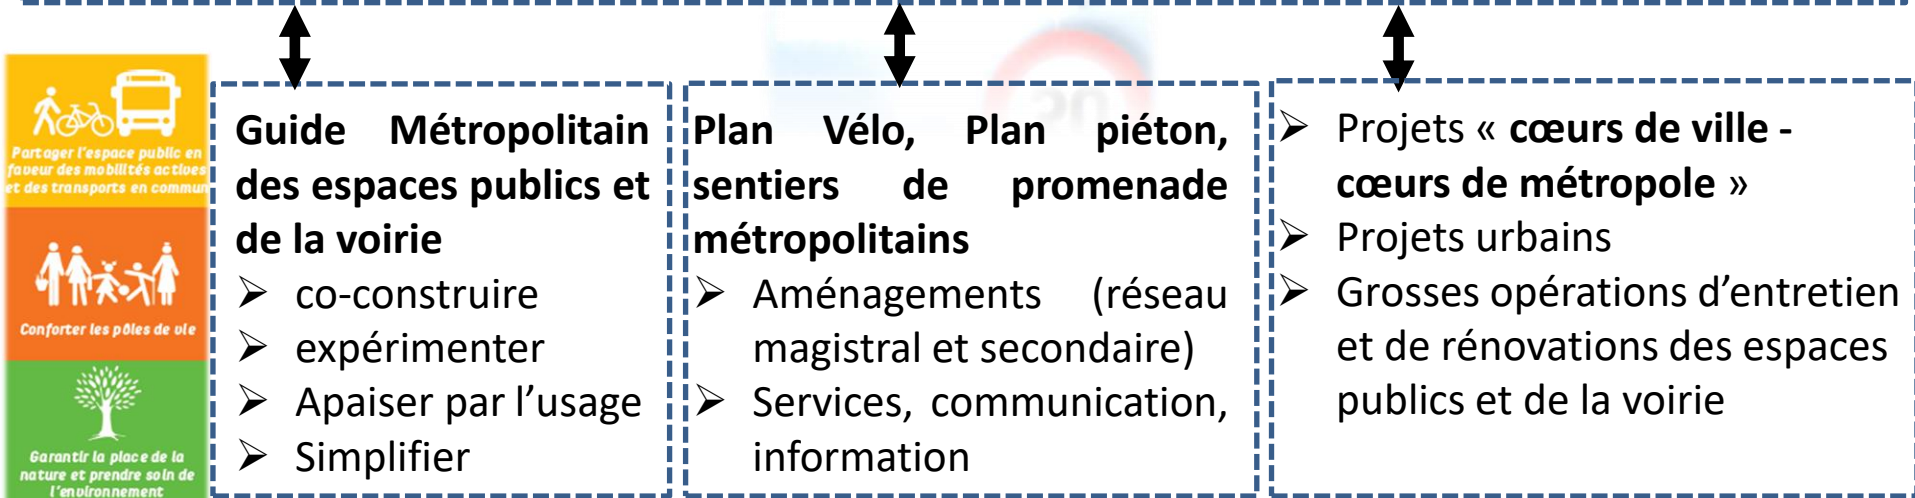 Partager l'espace public en
faveur des mobilités actives
et des transports en commun
Conforter les pôles de vie
Garantir la place de la
nature et prendre soin de
l'environnement
Guide Métropolitain
des espaces publics et
de la voirie
➢ co-construire
➢ expérimenter
➢ Apaiser par l'usage
➢ Simplifier
Plan Vélo, Plan piéton,
sentiers de promenade
métropolitains
➢ Aménagements (réseau
magistral et secondaire)
➢ Services, communication,
information
➢ Projets « cœurs de ville -
cœurs de métropole »
➢ Projets urbains
➢ Grosses opérations d'entretien
et de rénovations des espaces
publics et de la voirie
30